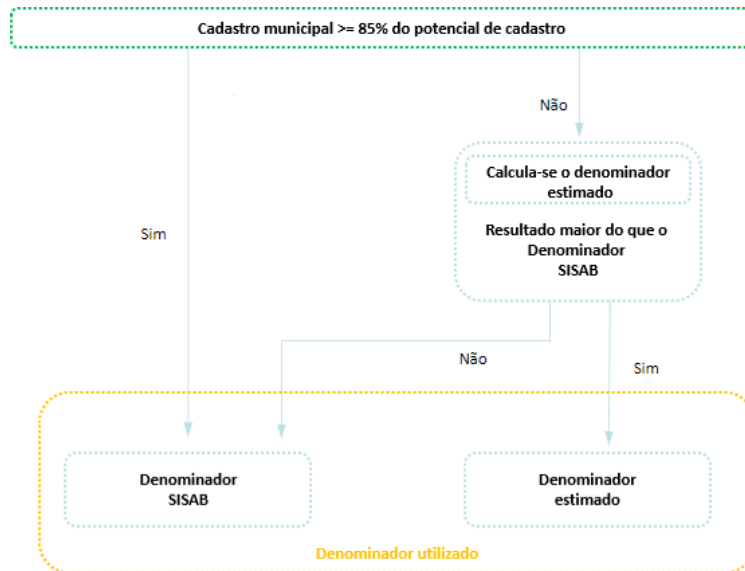 Cadastro municipal >= 85% do potencial de cadastro
Não
Calcula-se o denominador
estimado
Resultado maior do que o
Denominador
SISAB
Sim
Não
Sim
Denominador
SISAB
Denominador
estimado
Denominador utilizado